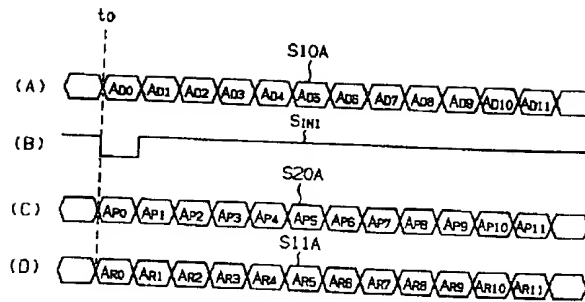 t0
S10A
(A) AD0 AD1 AD2 AD3 AD4 AD5 AD6 AD7 AD8 AD9 AD10 AD11
SINI
(B)
S20A
(C) AP0 AP1 AP2 AP3 AP4 AP5 AP6 AP7 AP8 AP9 AP10 AP11
S11A
(D) AR0 AR1 AR2 AR3 AR4 AR5 AR6 AR7 AR8 AR9 AR10 AR11